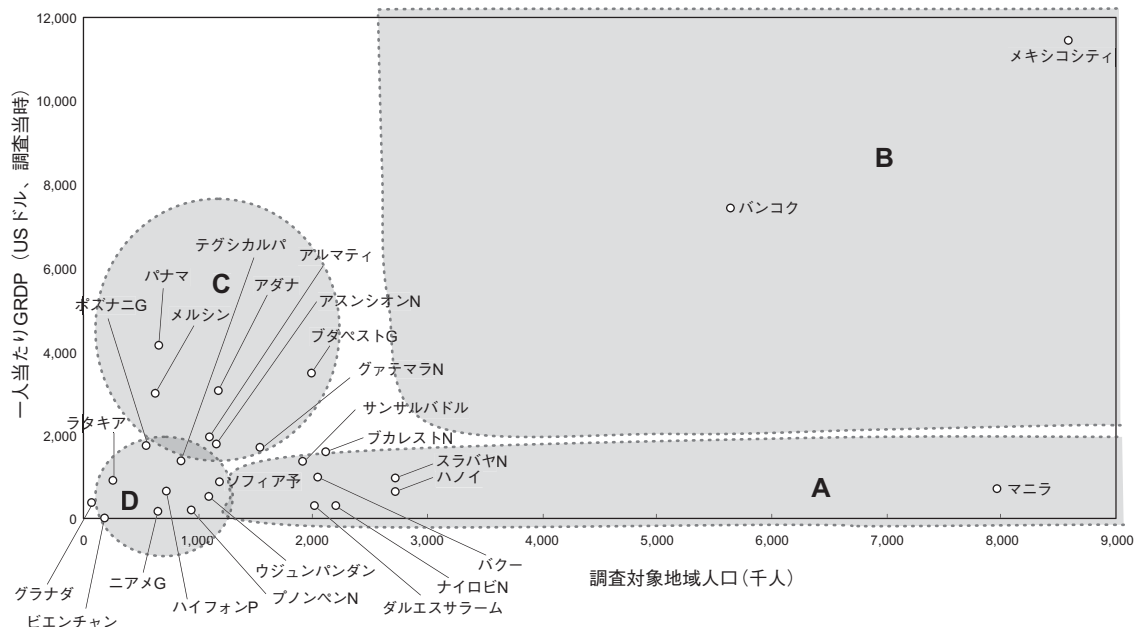 一人当たりGRDP（USドル、調査当時）
12,000
10,000
8,000
6,000
4,000
2,000
0
メキシコシティ
B
バンコク
テグシカルパ
アルマティ
パナマ
C
アダナ
ポズナニG
メルシン
アスンシオンN
ブダペストG
グァテマラN
サンサルバドル
ラタキア
ブカレストN
スラバヤN
ハノイ
ソフィア予
D
A
マニラ
0
1,000
2,000
3,000
4,000
5,000
6,000
7,000
8,000
9,000
バクー
ウジュンパンダン
調査対象地域人口（千人）
ニアメG
ナイロビN
グラナダ
プノンペンN
ハイフォンP
ダルエスサラーム
ビエンチャン